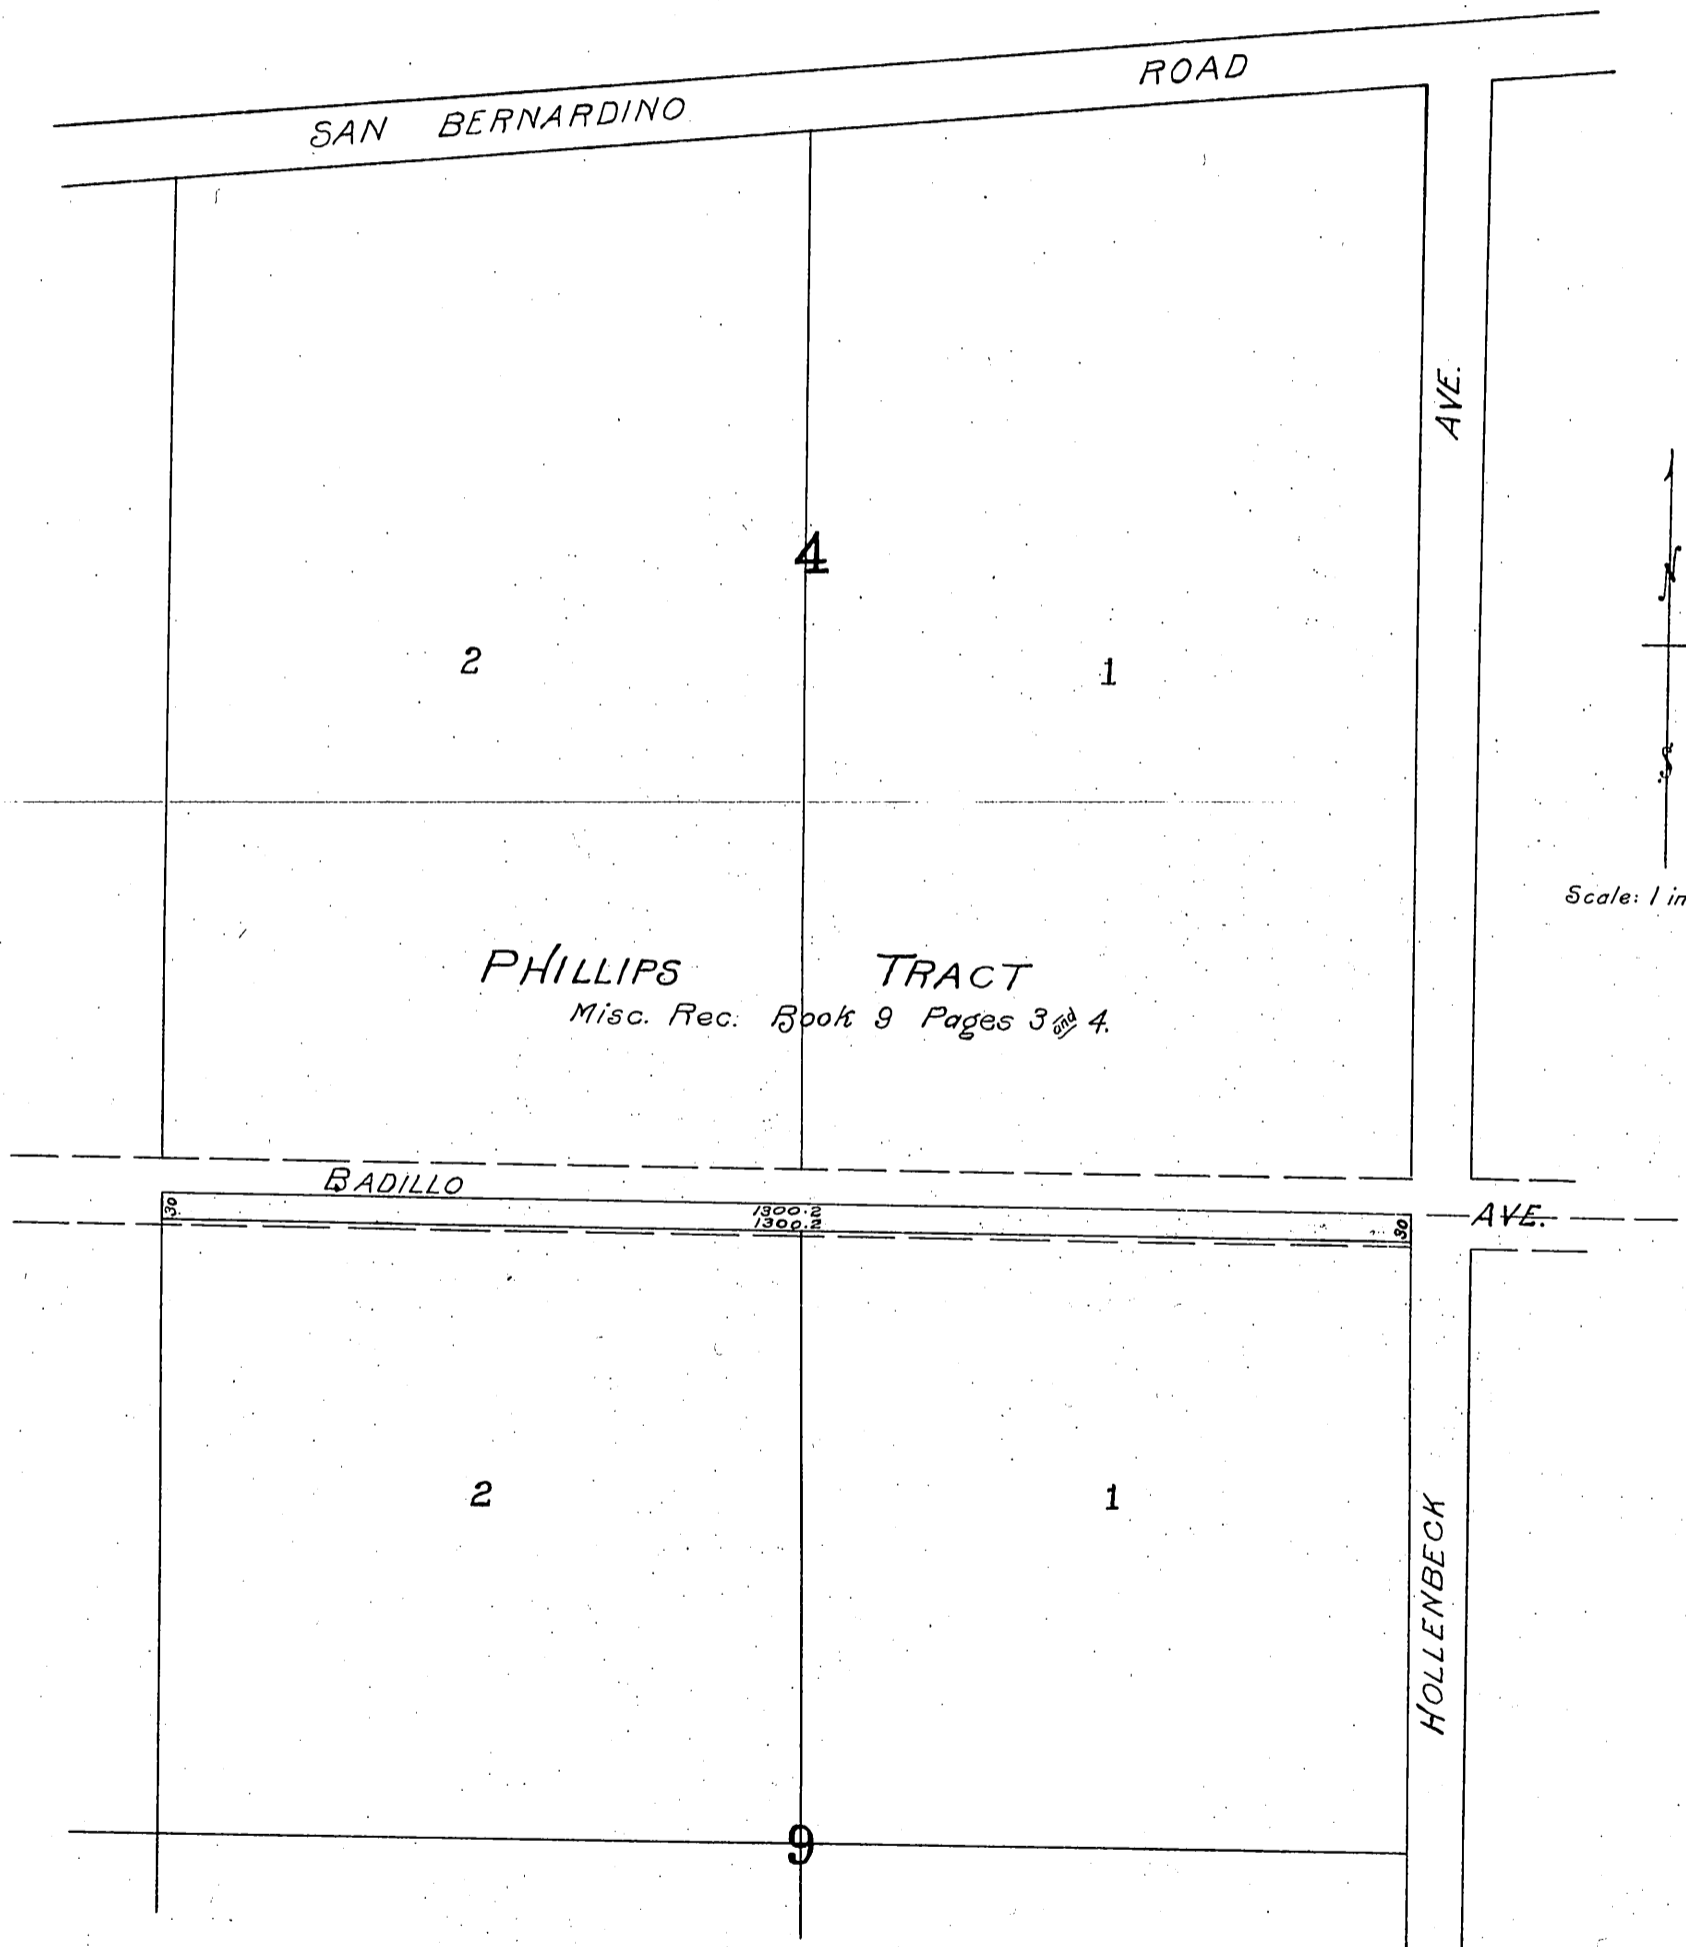 SAN BERNARDINO ROAD
AVE.
4
2
1
N
S
Scale: 1 in
PHILLIPS TRACT
Misc. Rec. Book 9 Pages 3 and 4.
BADILLO AVE.
30
1300.2
1300.2
30
2
1
HOLLENBECK
9